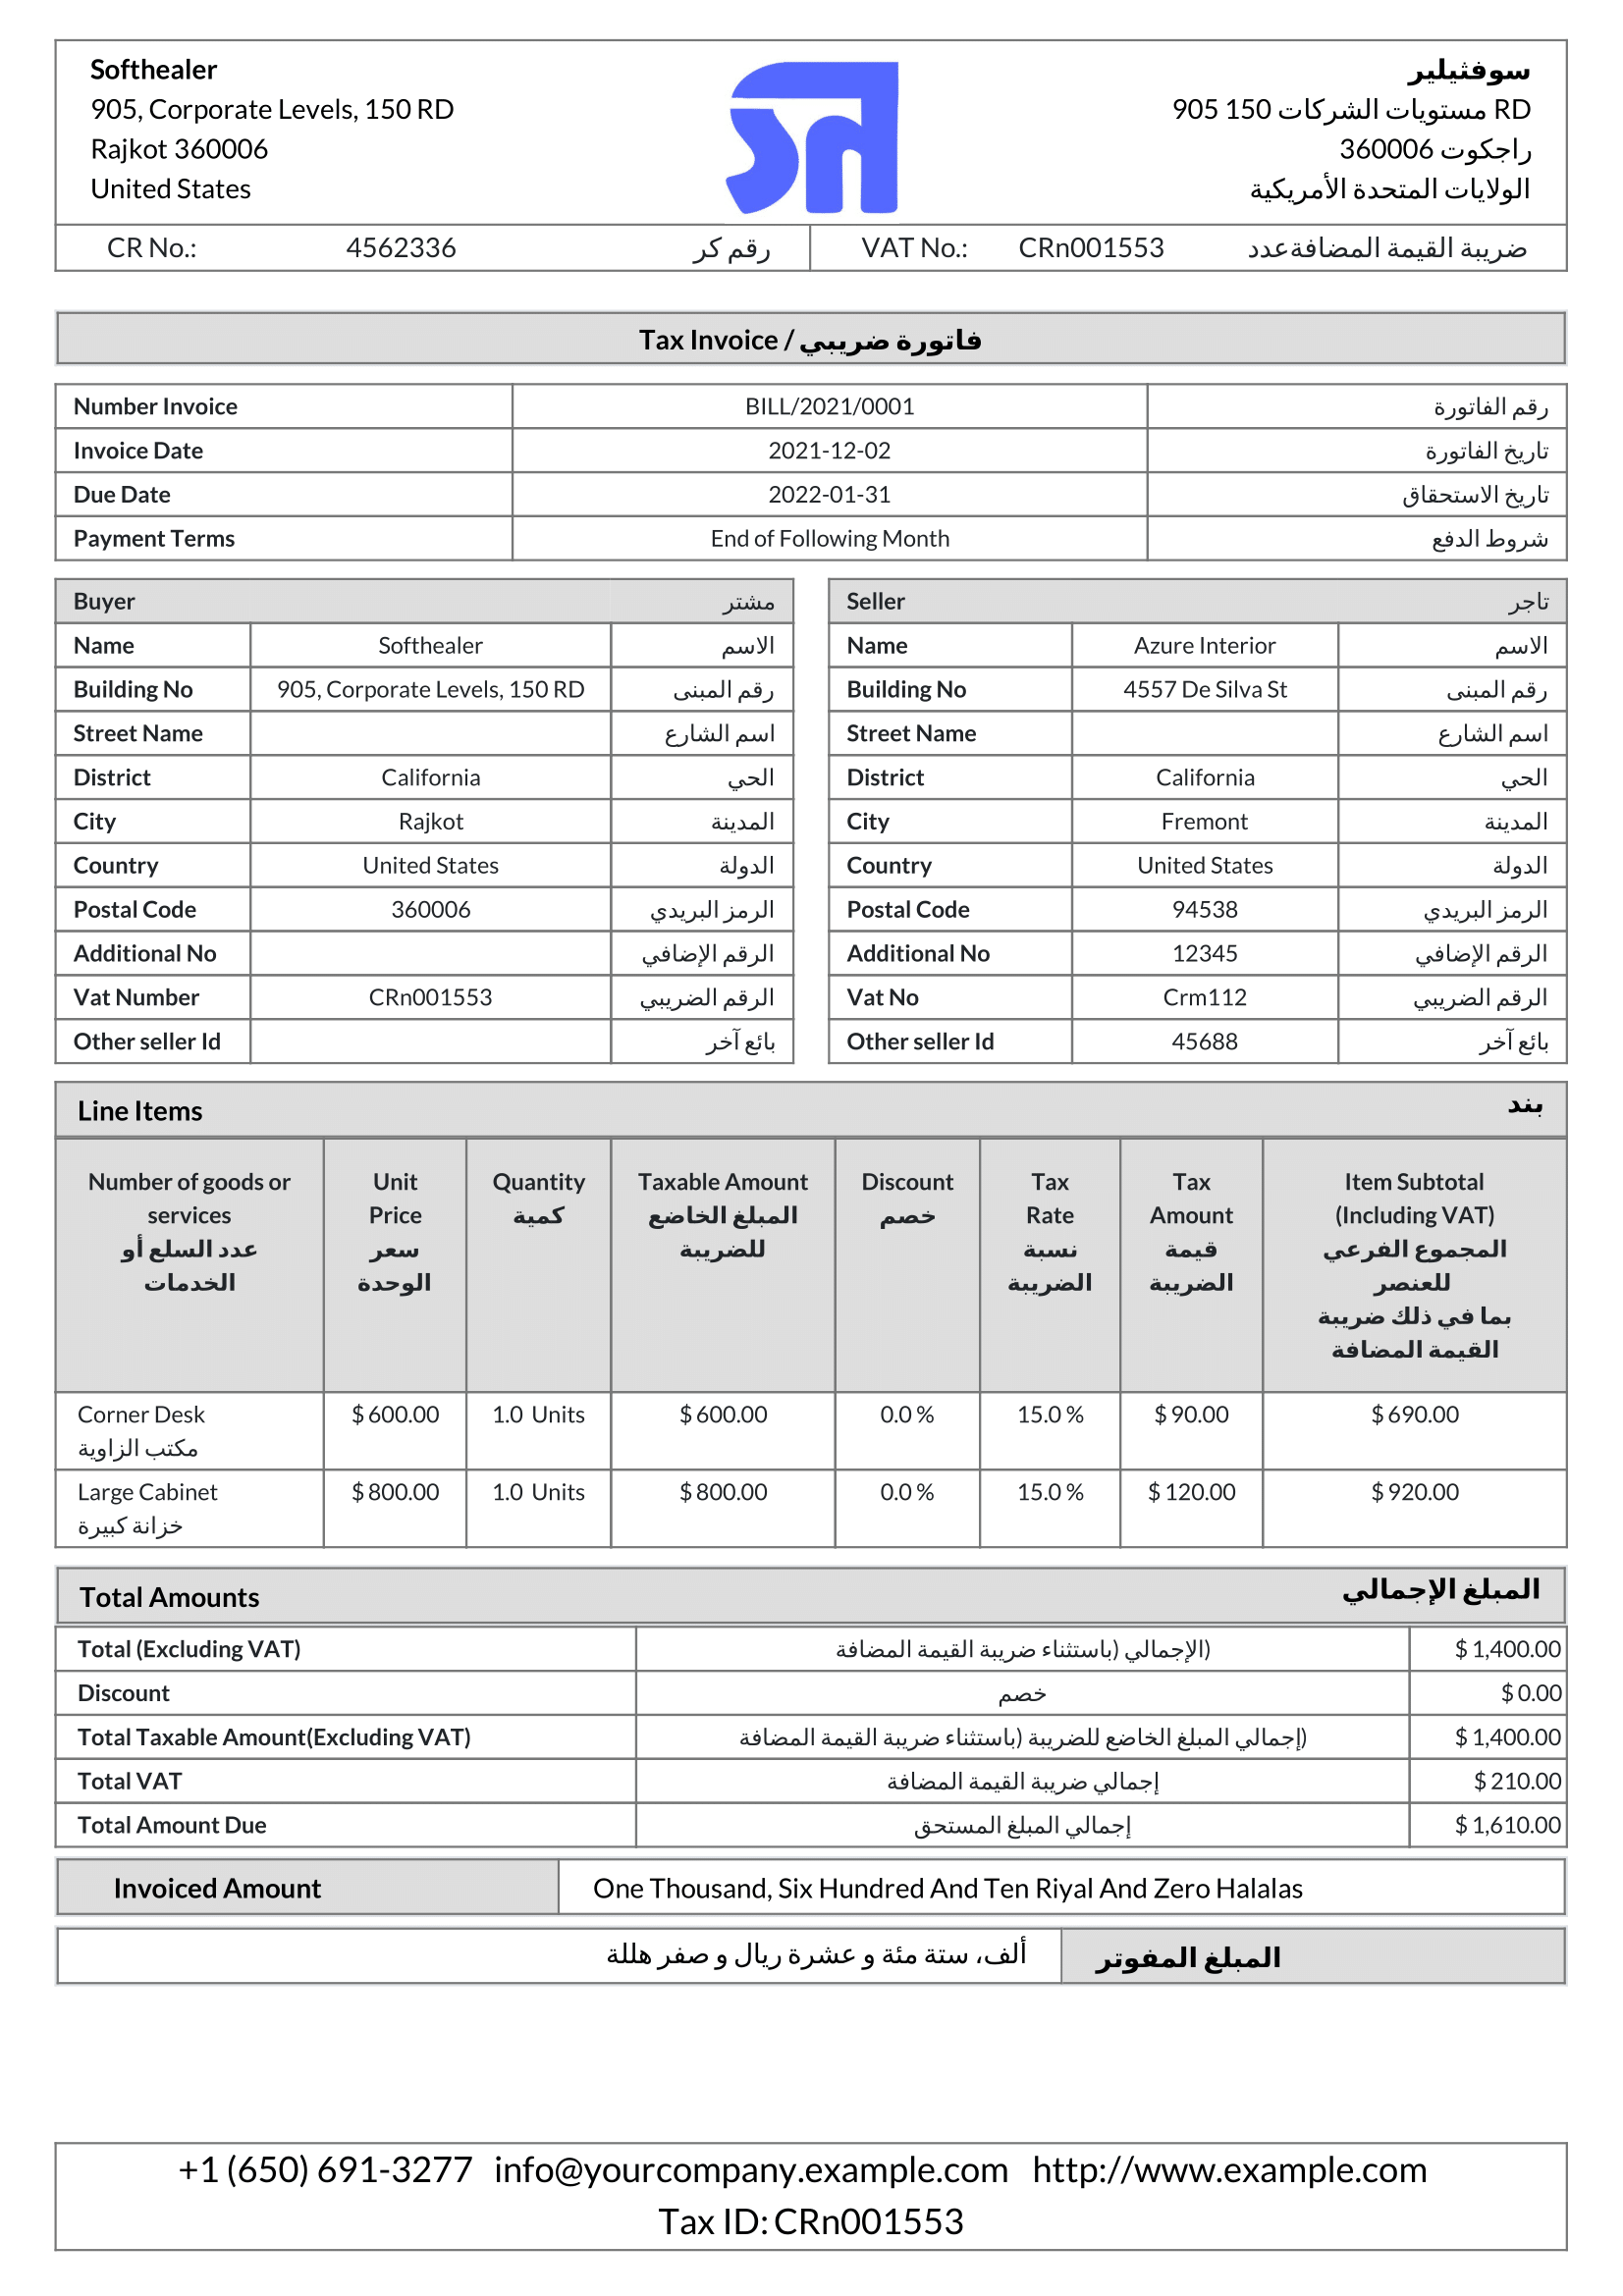 Softhealer
905, Corporate Levels, 150 RD
Rajkot 360006
United States
سوفثيلير
905 150 مستويات الشركات RD
راجكوت 360006
الولايات المتحدة الأمريكية
CR No.: 4562336 رقم كر
VAT No.: CRn001553 ضريبة القيمة المضافةعدد
Tax Invoice / فاتورة ضريبي
Number Invoice BILL/2021/0001 رقم الفاتورة
Invoice Date 2021-12-02 تاريخ الفاتورة
Due Date 2022-01-31 تاريخ الاستحقاق
Payment Terms End of Following Month شروط الدفع
Buyer مشتر
Name Softhealer الاسم
Building No 905, Corporate Levels, 150 RD رقم المبنى
Street Name اسم الشارع
District California الحي
City Rajkot المدينة
Country United States الدولة
Postal Code 360006 الرمز البريدي
Additional No الرقم الإضافي
Vat Number CRn001553 الرقم الضريبي
Other seller Id بائع آخر
Seller تاجر
Name Azure Interior الاسم
Building No 4557 De Silva St رقم المبنى
Street Name اسم الشارع
District California الحي
City Fremont المدينة
Country United States الدولة
Postal Code 94538 الرمز البريدي
Additional No 12345 الرقم الإضافي
Vat No Crm112 الرقم الضريبي
Other seller Id 45688 بائع آخر
Line Items بند
Number of goods or
services
عدد السلع أو
الخدمات
Unit
Price
سعر
الوحدة
Quantity
كمية
Taxable Amount
المبلغ الخاضع
للضريبة
Discount
خصم
Tax
Rate
نسبة
الضريبة
Tax
Amount
قيمة
الضريبة
Item Subtotal
(Including VAT)
المجموع الفرعي
للعنصر
بما في ذلك ضريبة
القيمة المضافة
Corner Desk $ 600.00 1.0 Units $ 600.00 0.0 % 15.0 % $ 90.00 $ 690.00
مكتب الزاوية
Large Cabinet $ 800.00 1.0 Units $ 800.00 0.0 % 15.0 % $ 120.00 $ 920.00
خزانة كبيرة
Total Amounts المبلغ الإجمالي
Total (Excluding VAT) (الإجمالي (باستثناء ضريبة القيمة المضافة $ 1,400.00
Discount خصم $ 0.00
Total Taxable Amount(Excluding VAT) (إجمالي المبلغ الخاضع للضريبة (باستثناء ضريبة القيمة المضافة $ 1,400.00
Total VAT إجمالي ضريبة القيمة المضافة $ 210.00
Total Amount Due إجمالي المبلغ المستحق $ 1,610.00
Invoiced Amount One Thousand, Six Hundred And Ten Riyal And Zero Halalas
المبلغ المفوتر ألف، ستة مئة و عشرة ريال و صفر هللة
+1 (650) 691-3277 info@yourcompany.example.com http://www.example.com
Tax ID: CRn001553